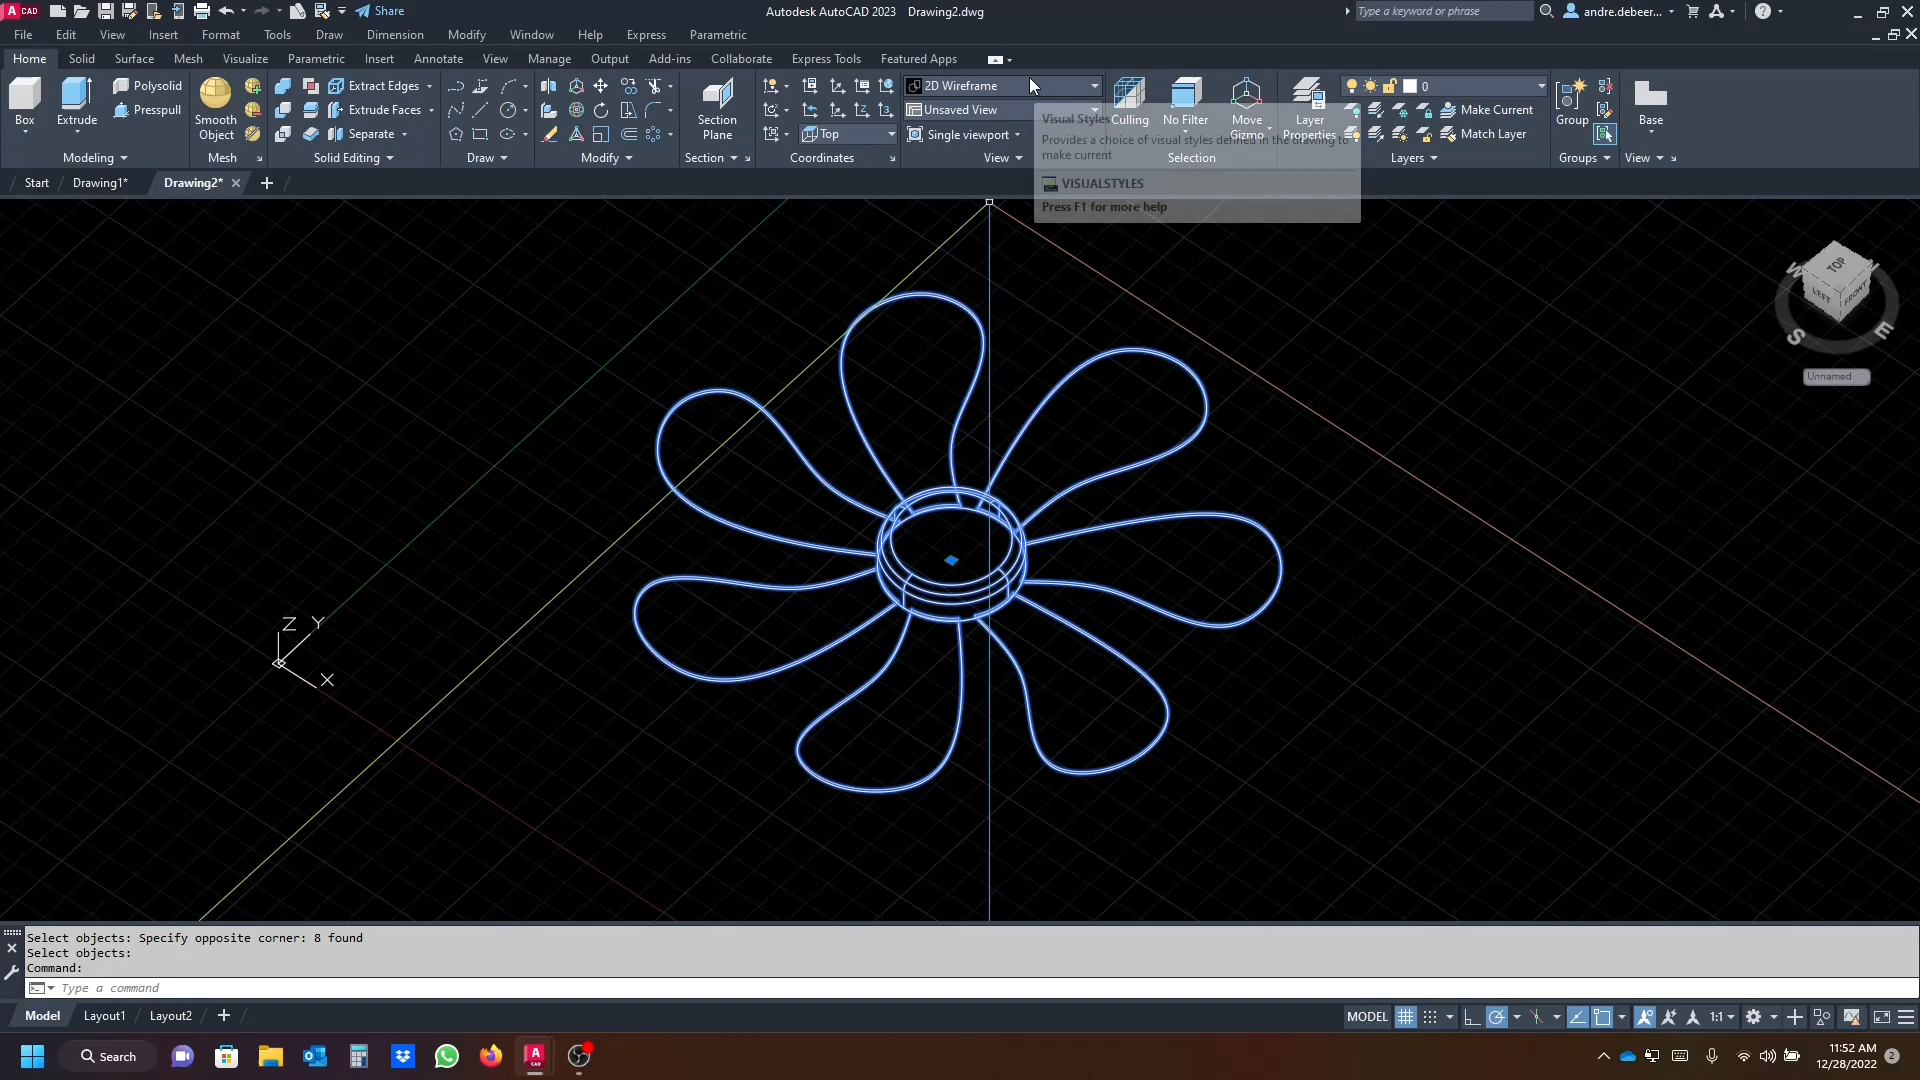 A CAD
Share
Autodesk AutoCAD 2023 Drawing2.dwg
Type a keyword or phrase
andre.debeer...
File Edit View Insert Format Tools Draw Dimension Modify Window Help Express Parametric
Home Solid Surface Mesh Visualize Parametric Insert Annotate View Manage Output Add-ins Collaborate Express Tools Featured Apps
Box
Extrude
Polysolid
Presspull
Smooth
Object
Extract Edges
Extrude Faces
Separate
Section
Plane
Top
2D Wireframe
Unsaved View
Single viewport
Culling
No Filter
Move
Gizmo
Layer
Properties
0
Make Current
Match Layer
Group
Base
Modeling
Mesh
Solid Editing
Draw
Modify
Section
Coordinates
View
Selection
Layers
Groups
View
Visual Styles
Provides a choice of visual styles defined in the drawing to
make current
VISUALSTYLES
Press F1 for more help
Start Drawing1* Drawing2*
W
TOP
LEFT
FRONT
S
E
Unnamed
Z Y
X
Select objects: Specify opposite corner: 8 found
Select objects:
Command:
Type a command
Model Layout1 Layout2
MODEL
1:1
Search
A
CAD
11:52 AM
12/28/2022
2